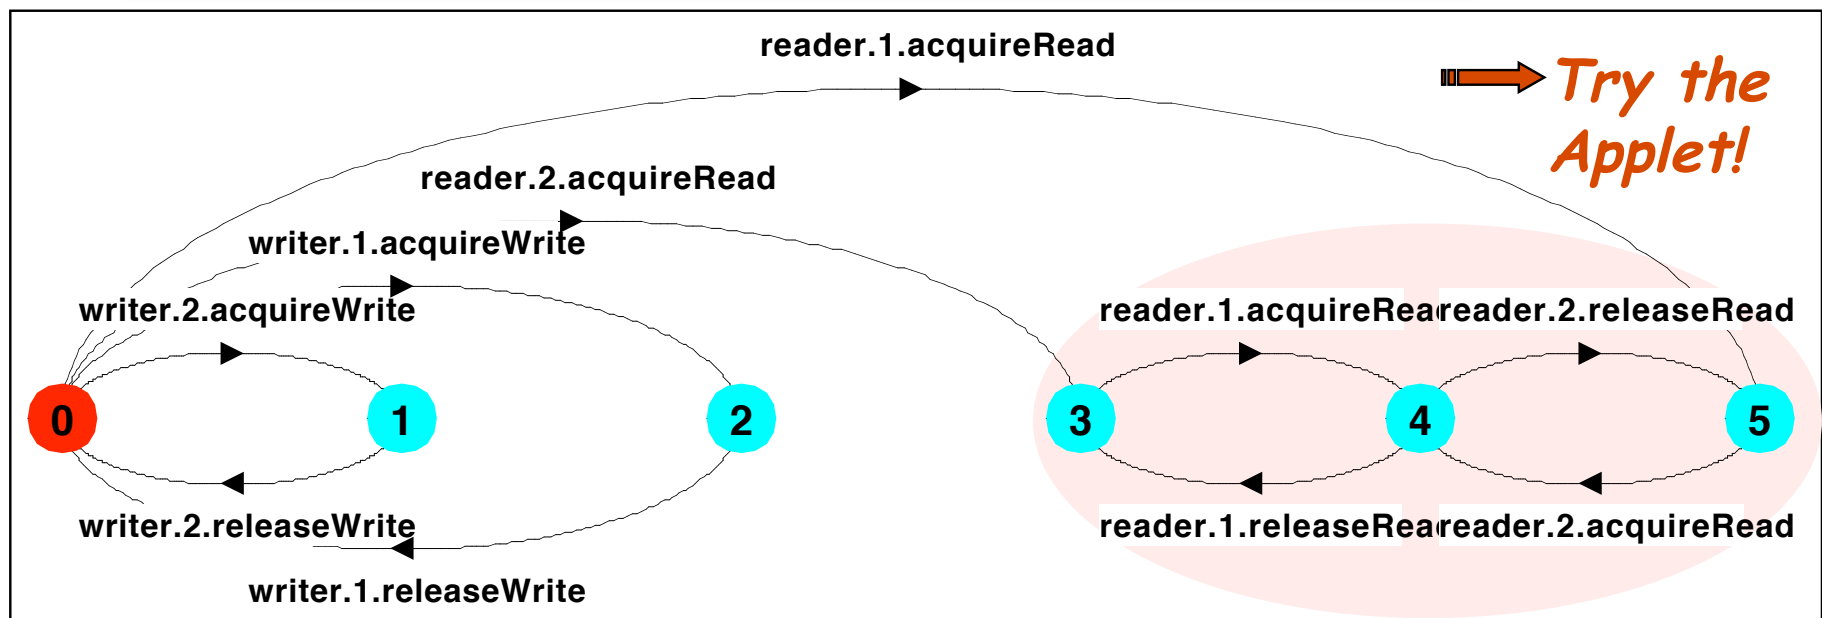 reader.1.acquireRead
Try the
Applet!
reader.2.acquireRead
writer.1.acquireWrite
writer.2.acquireWrite
reader.1.acquireRea
reader.2.releaseRead
0
1
2
3
4
5
writer.2.releaseWrite
reader.1.releaseRea
reader.2.acquireRead
writer.1.releaseWrite